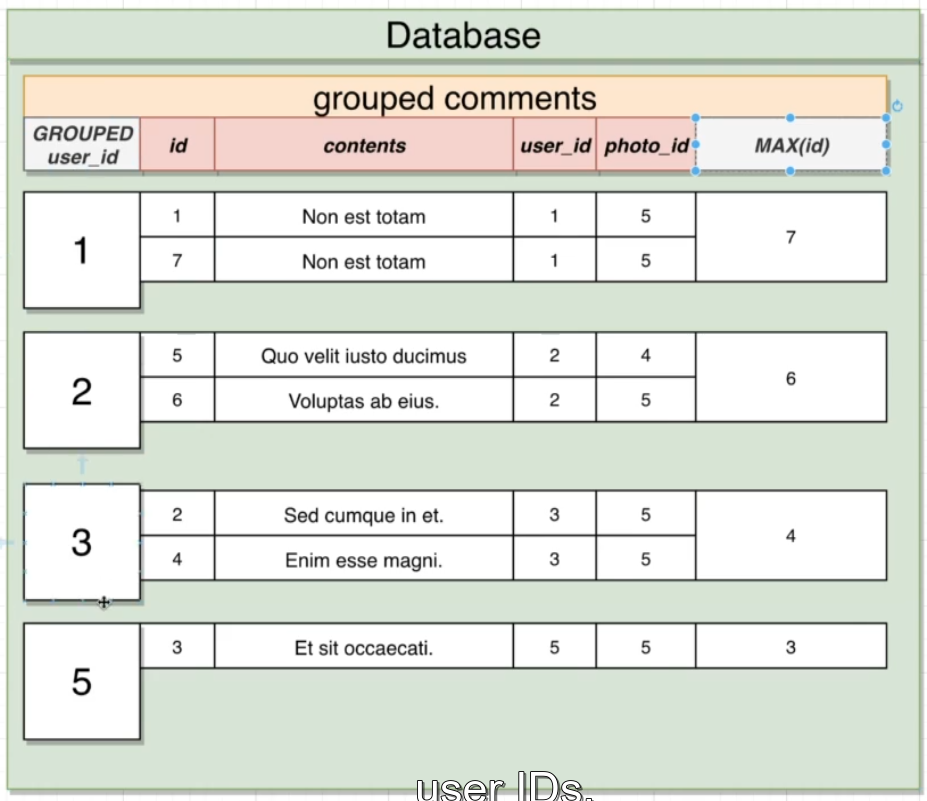 Database
grouped comments
GROUPED user_id id contents user_id photo_id MAX(id)
1 1 Non est totam 1 5 7
7 Non est totam 1 5
2 5 Quo velit iusto ducimus 2 4 6
6 Voluptas ab eius. 2 5
3 2 Sed cumque in et. 3 5 4
4 Enim esse magni. 3 5
5 3 Et sit occaecati. 5 5 3
user IDs.